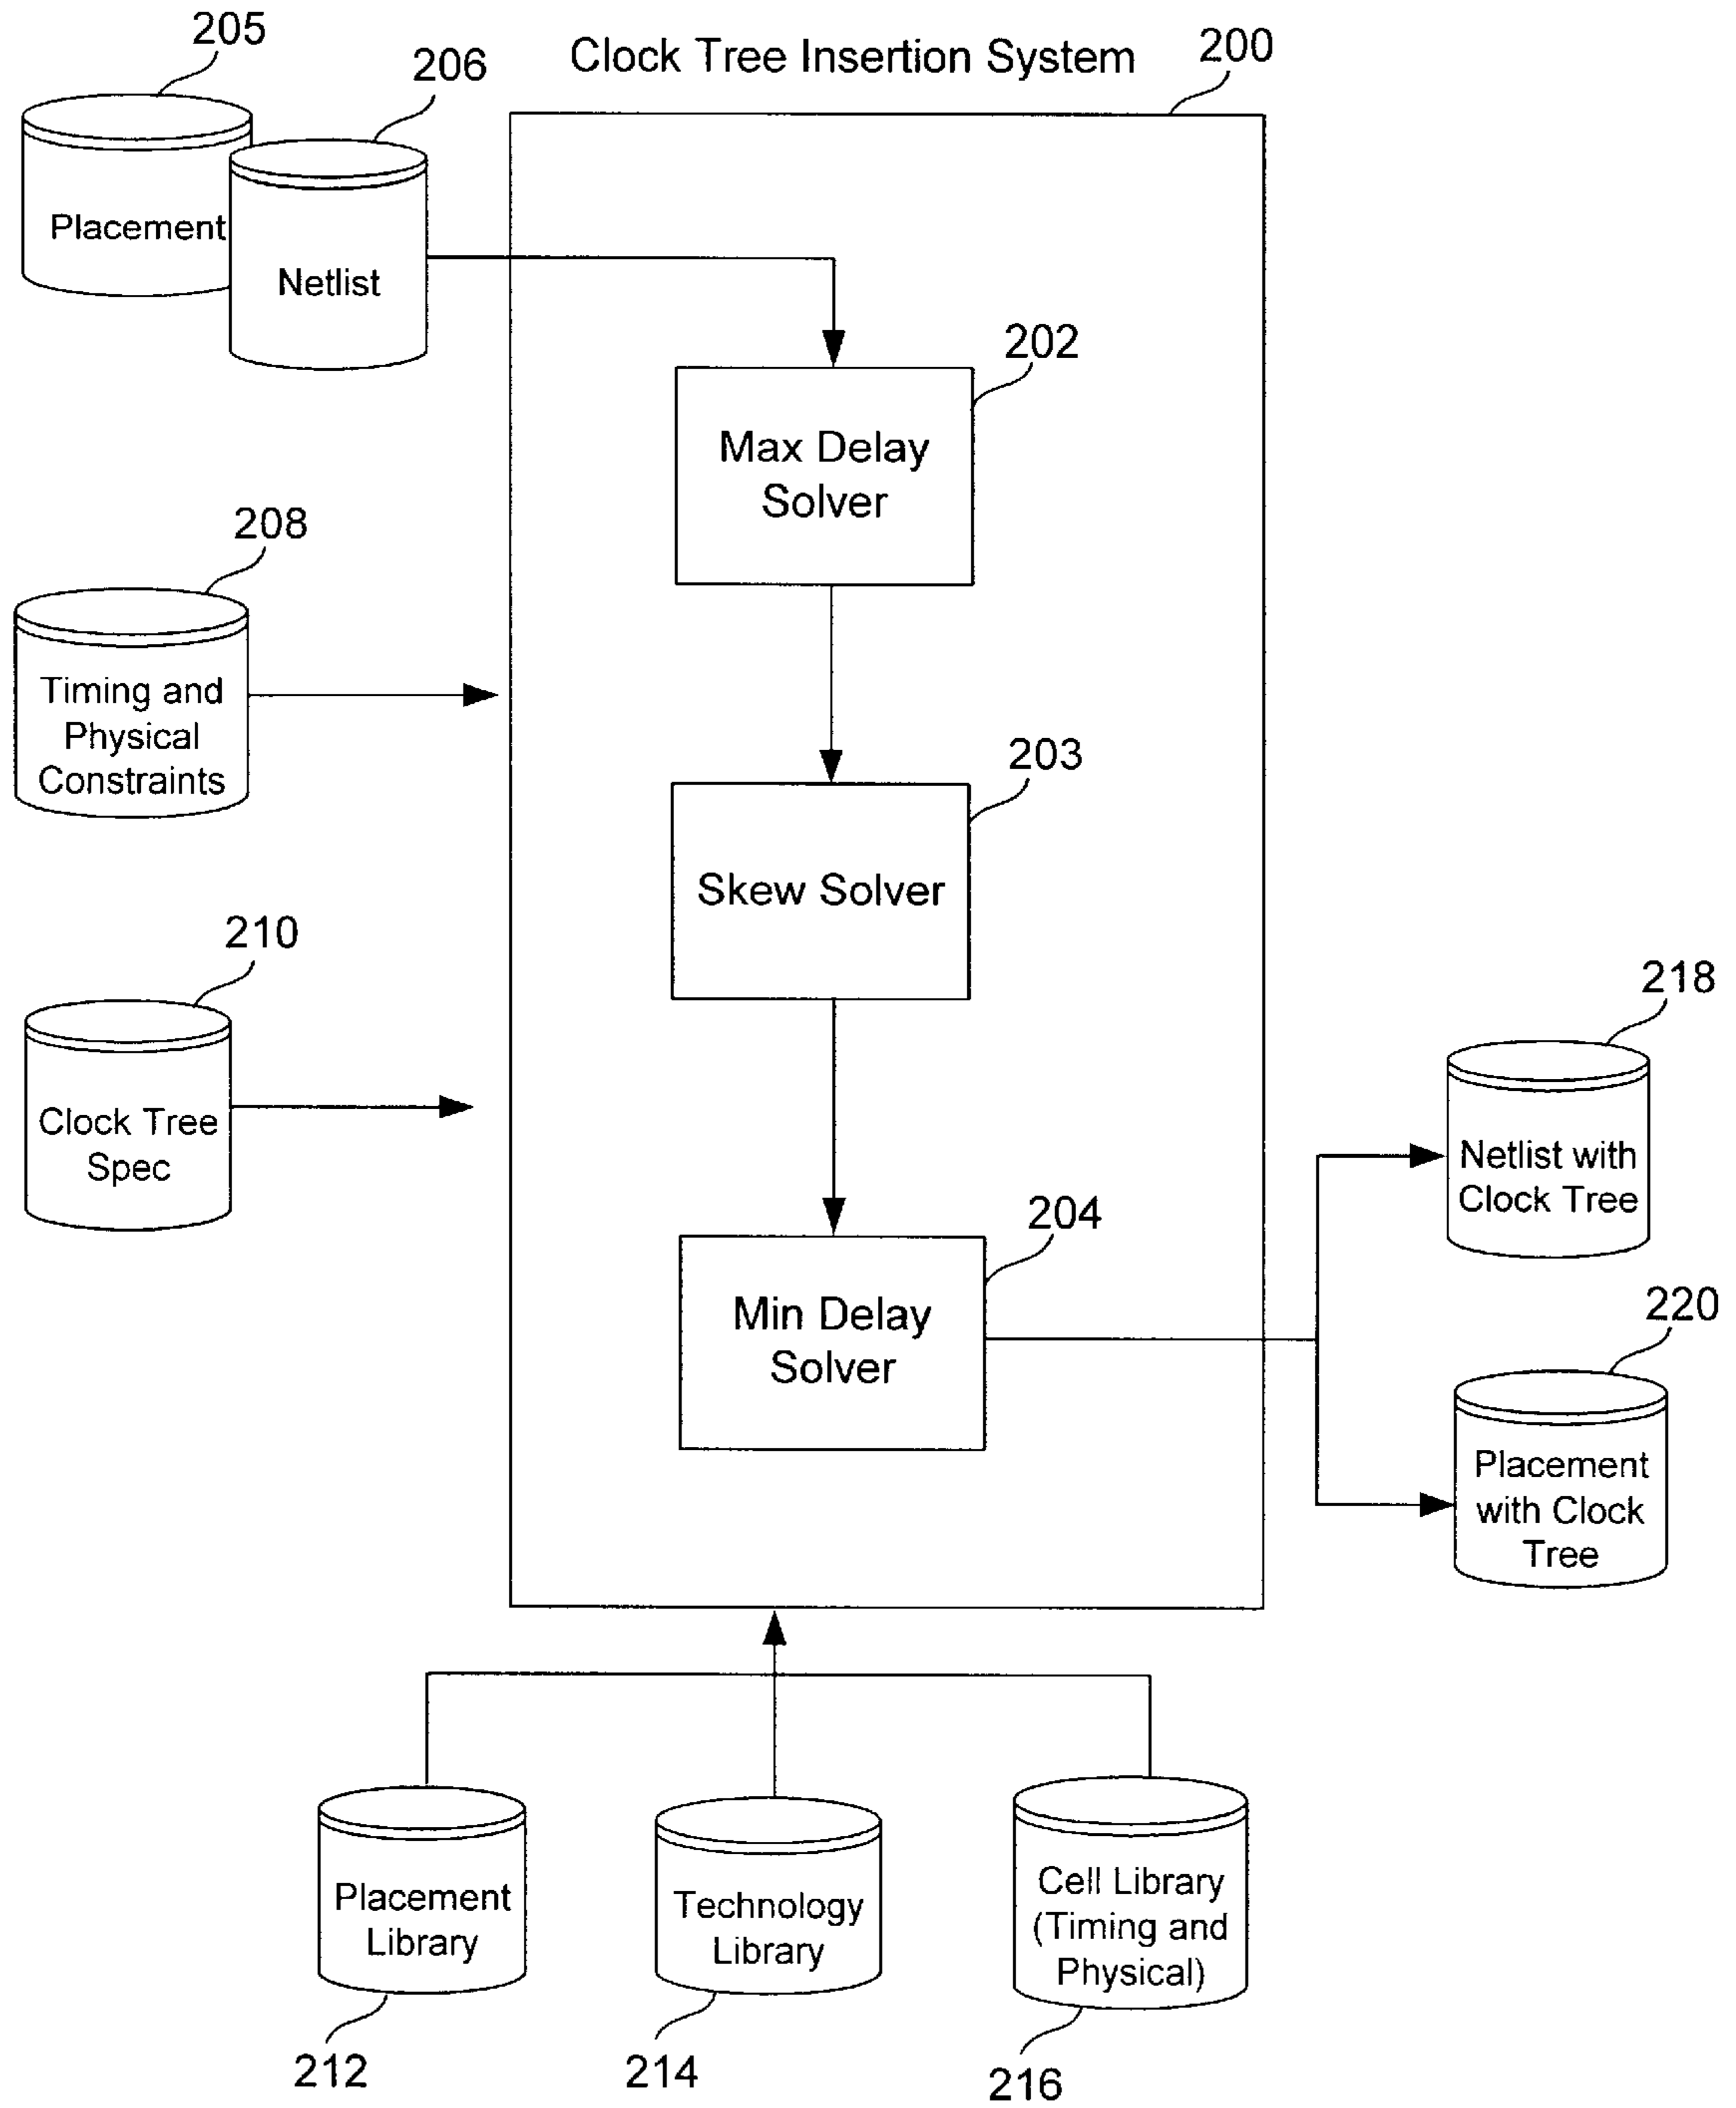 205
206
Clock Tree Insertion System
200
Placement
Netlist
202
Max Delay
Solver
208
Timing and
Physical
Constraints
203
Skew Solver
210
Clock Tree
Spec
218
Netlist with
Clock Tree
204
Min Delay
Solver
220
Placement
with Clock
Tree
Placement
Library
Technology
Library
Cell Library
(Timing and
Physical)
212
214
216